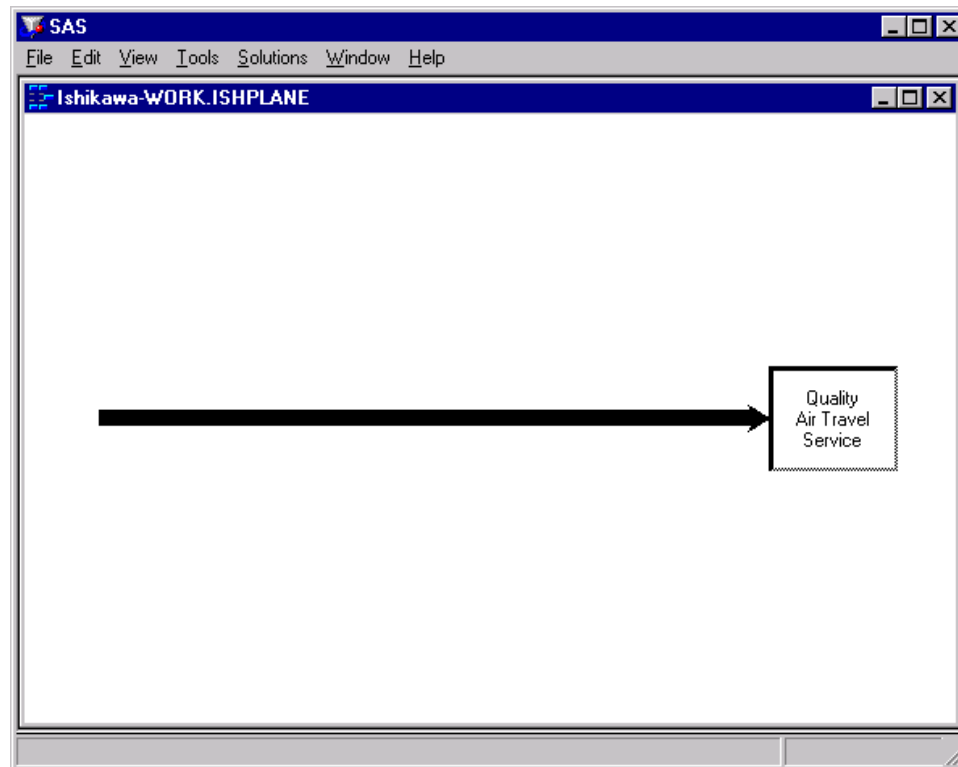 SAS
File Edit View Tools Solutions Window Help
Ishikawa-WORK.ISHPLANE
Quality
Air Travel
Service